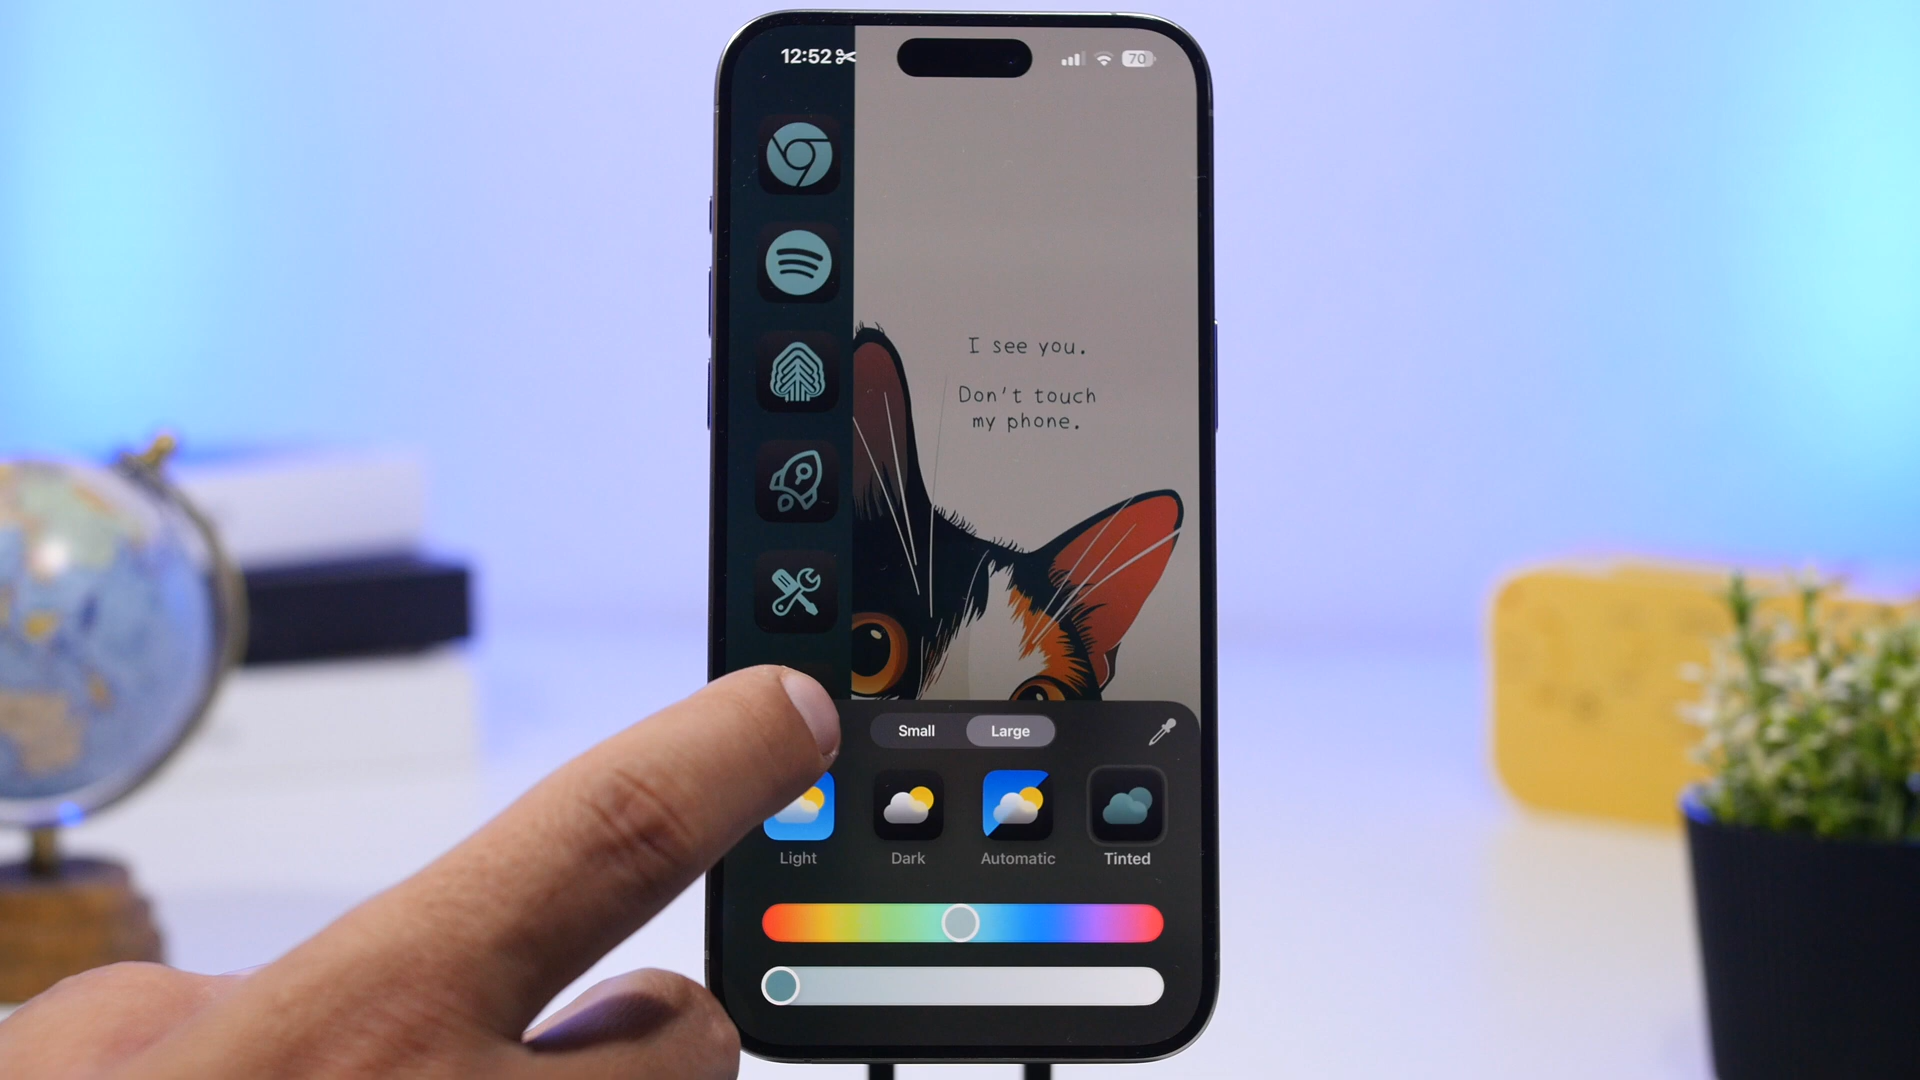 12:52
70
I see you.
Don't touch
my phone.
Small Large
Light Dark Automatic Tinted